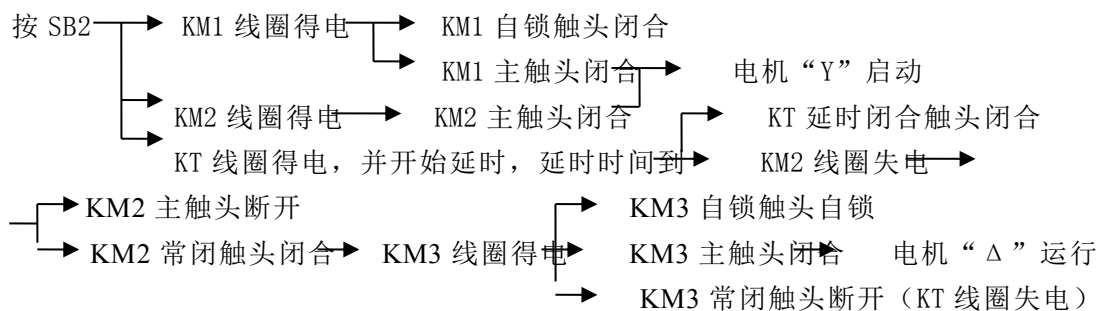 按 SB2 KM1 线圈得电 KM1 自锁触头闭合
KM1 主触头闭合 电机“Y”启动
KM2 线圈得电 KM2 主触头闭合 KT 延时闭合触头闭合
KT 线圈得电，并开始延时，延时时间到 KM2 线圈失电
KM2 主触头断开 KM3 自锁触头自锁
KM2 常闭触头闭合 KM3 线圈得电 KM3 主触头闭合 电机“Δ”运行
KM3 常闭触头断开（KT 线圈失电）